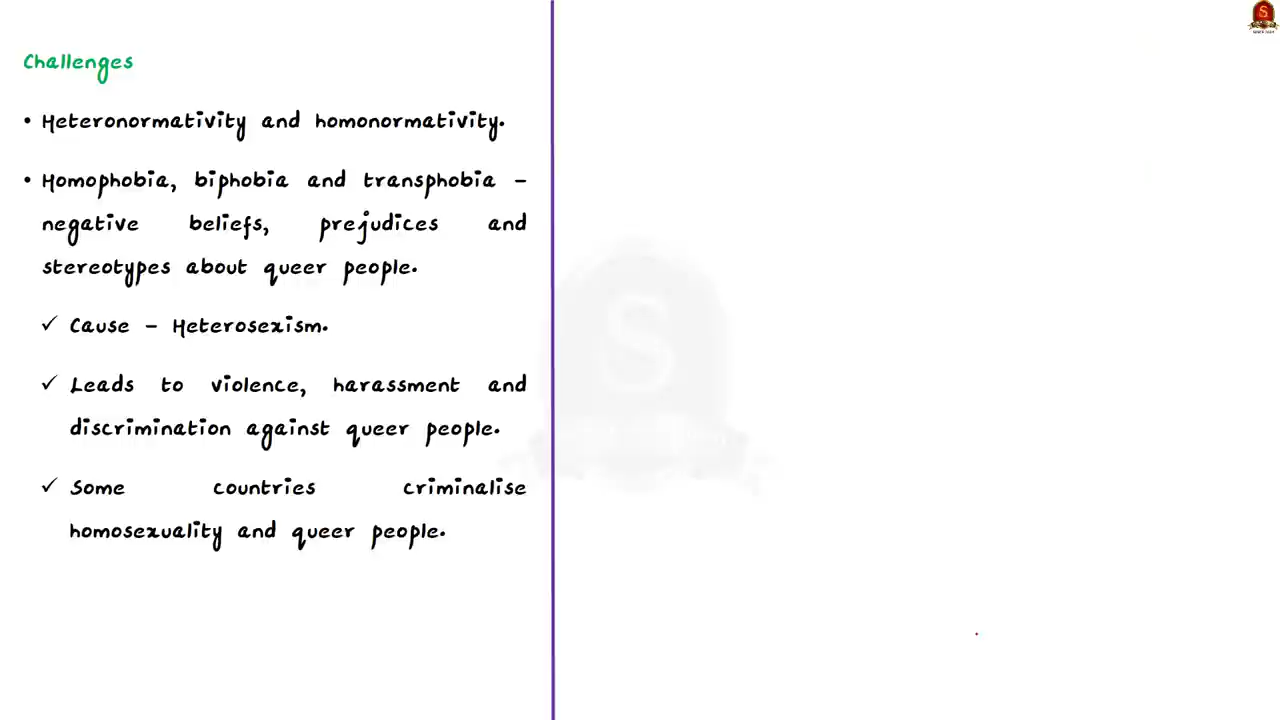 Challenges
• Heteronormativity and homonormativity.
• Homophobia, biphobia and transphobia –
negative beliefs, prejudices and
stereotypes about queer people.
✓ Cause – Heterosexism.
✓ Leads to violence, harassment and
discrimination against queer people.
✓ Some countries criminalise
homosexuality and queer people.
S
S